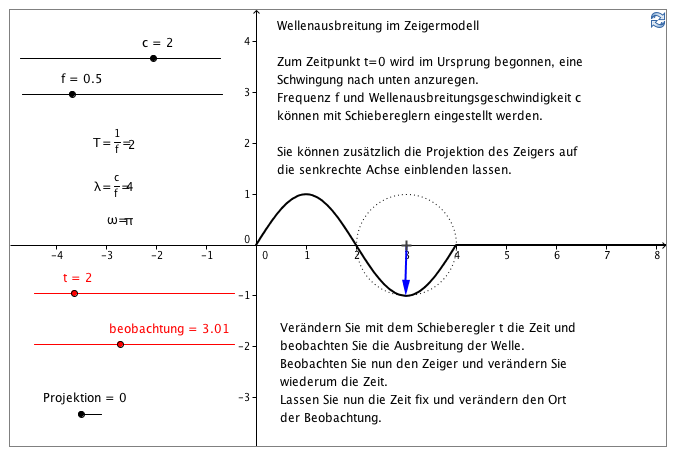 Wellenausbreitung im Zeigermodell
Zum Zeitpunkt t=0 wird im Ursprung begonnen, eine
Schwingung nach unten anzuregen.
Frequenz f und Wellenausbreitungsgeschwindigkeit c
können mit Schiebereglern eingestellt werden.
Sie können zusätzlich die Projektion des Zeigers auf
die senkrechte Achse einblenden lassen.
c = 2
f = 0.5
T = 1/f = 2
λ = c/f = 4
ω = π
4
3
2
1
0
-1
-2
-3
-4 -3 -2 -1 0 1 2 3 4 5 6 7 8
t = 2
beobachtung = 3.01
Projektion = 0
Verändern Sie mit dem Schieberegler t die Zeit und
beobachten Sie die Ausbreitung der Welle.
Beobachten Sie nun den Zeiger und verändern Sie
wiederum die Zeit.
Lassen Sie nun die Zeit fix und verändern den Ort
der Beobachtung.